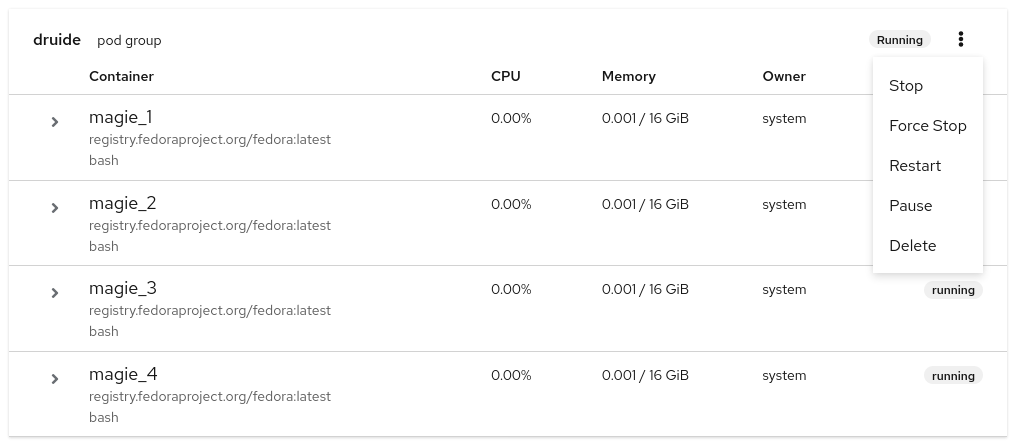 druide pod group Running
Container CPU Memory Owner
Stop
Force Stop
Restart
Pause
Delete
magie_1 0.00% 0.001 / 16 GiB system
registry.fedoraproject.org/fedora:latest
bash
magie_2 0.00% 0.001 / 16 GiB system
registry.fedoraproject.org/fedora:latest
bash
magie_3 0.00% 0.001 / 16 GiB system running
registry.fedoraproject.org/fedora:latest
bash
magie_4 0.00% 0.001 / 16 GiB system running
registry.fedoraproject.org/fedora:latest
bash